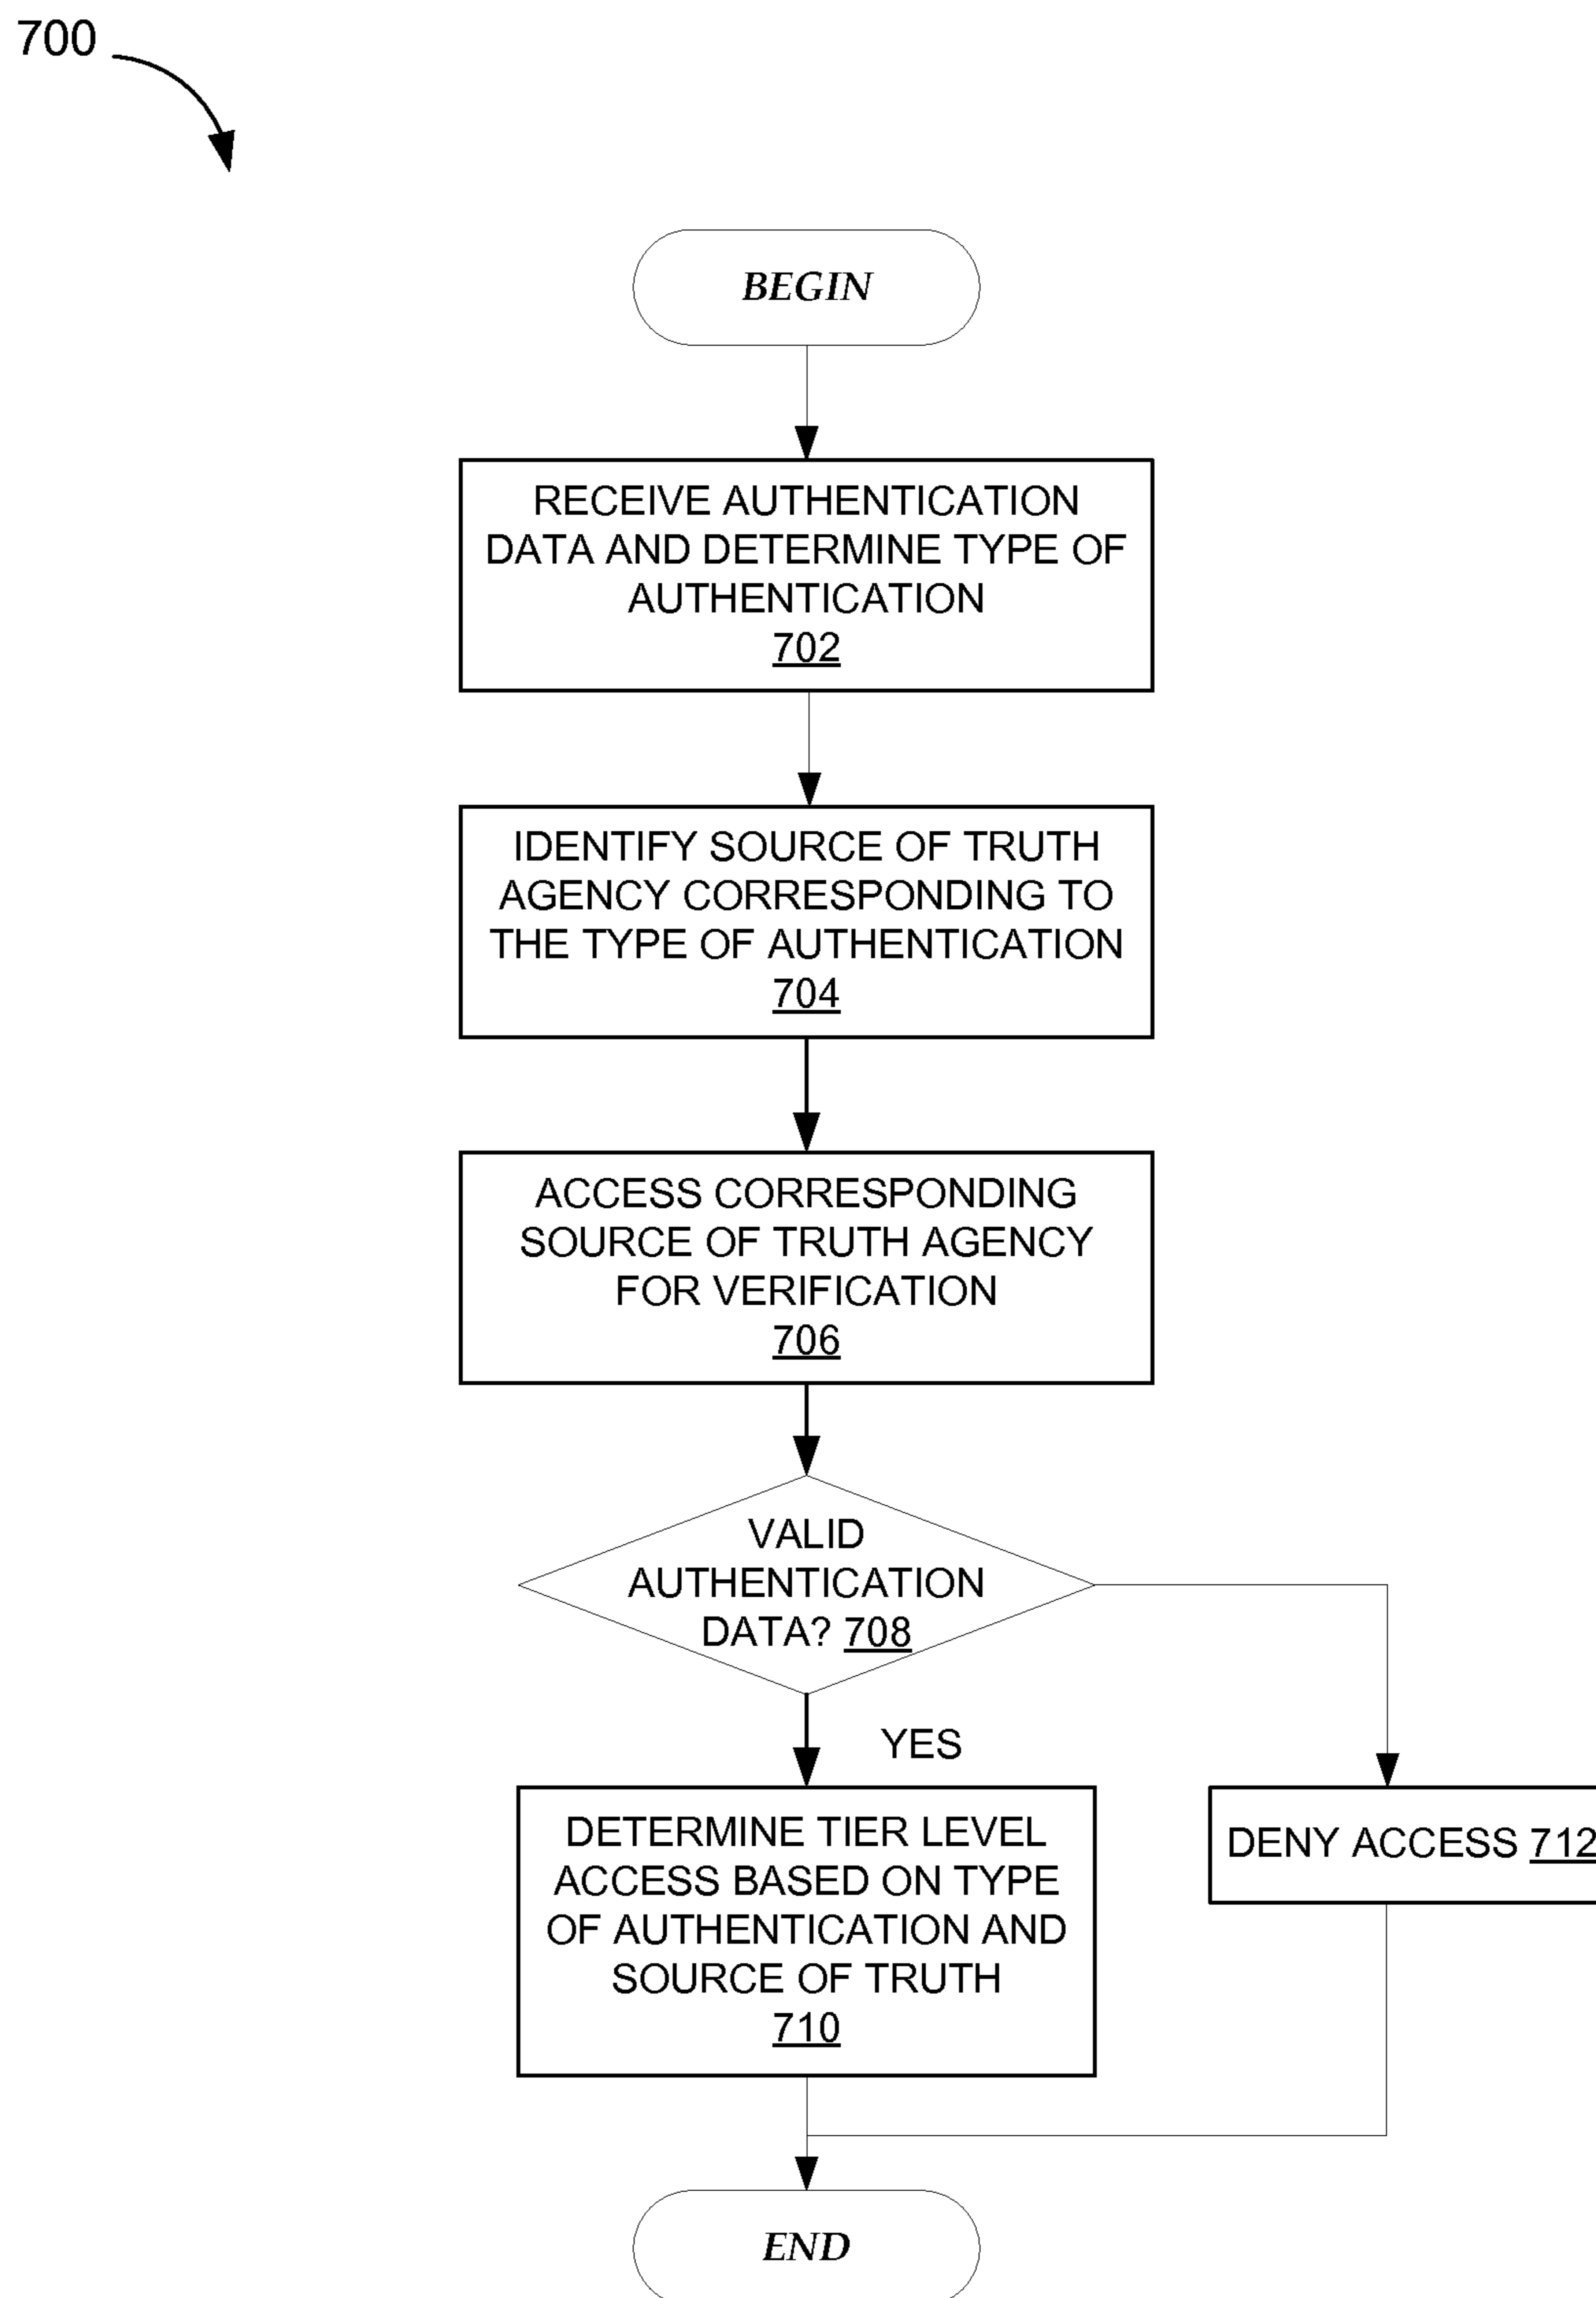 700
BEGIN
RECEIVE AUTHENTICATION
DATA AND DETERMINE TYPE OF
AUTHENTICATION
702
IDENTIFY SOURCE OF TRUTH
AGENCY CORRESPONDING TO
THE TYPE OF AUTHENTICATION
704
ACCESS CORRESPONDING
SOURCE OF TRUTH AGENCY
FOR VERIFICATION
706
VALID
AUTHENTICATION
DATA? 708
YES
DETERMINE TIER LEVEL
ACCESS BASED ON TYPE
OF AUTHENTICATION AND
SOURCE OF TRUTH
710
DENY ACCESS 712
END